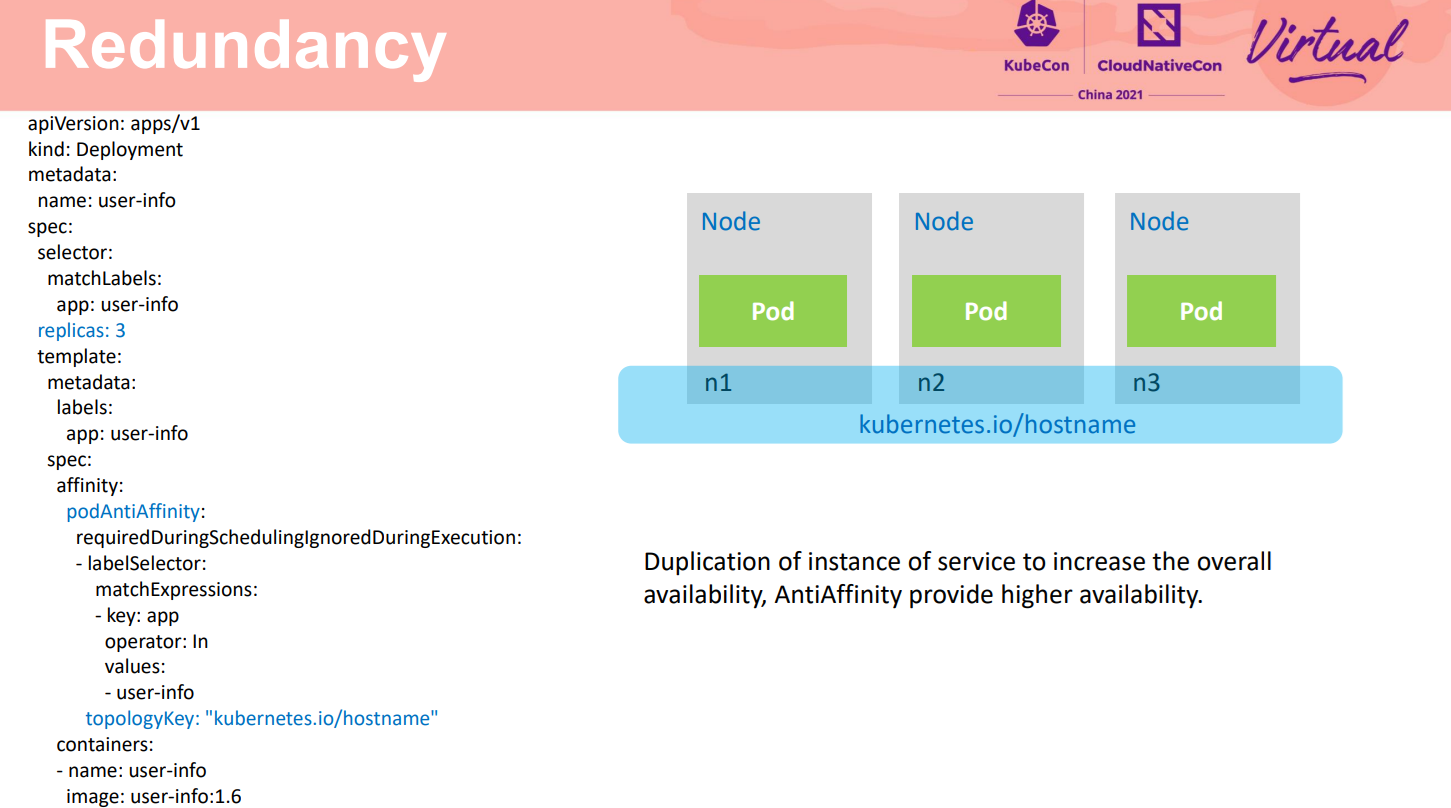 Redundancy
KubeCon
CloudNativeCon
China 2021
Virtual
apiVersion: apps/v1
kind: Deployment
metadata:
  name: user-info
spec:
  selector:
    matchLabels:
      app: user-info
  replicas: 3
  template:
    metadata:
      labels:
        app: user-info
    spec:
      affinity:
        podAntiAffinity:
          requiredDuringSchedulingIgnoredDuringExecution:
          - labelSelector:
              matchExpressions:
              - key: app
                operator: In
                values:
                - user-info
            topologyKey: "kubernetes.io/hostname"
      containers:
      - name: user-info
        image: user-info:1.6
Node
Node
Node
Pod
Pod
Pod
n1
n2
n3
kubernetes.io/hostname
Duplication of instance of service to increase the overall
availability, AntiAffinity provide higher availability.